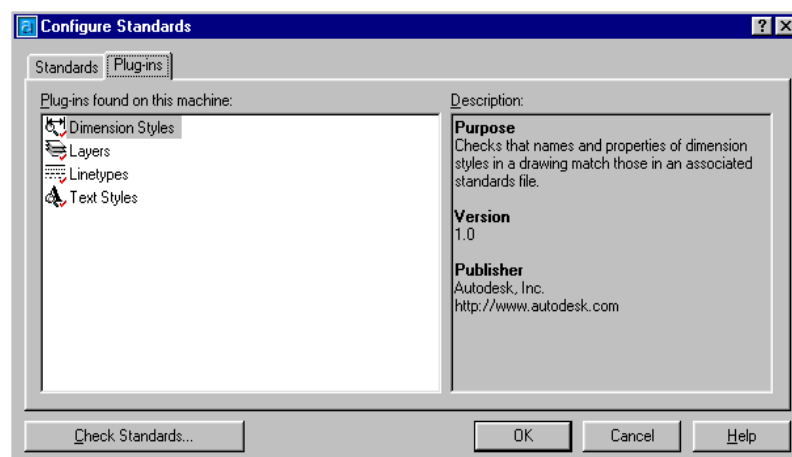 Configure Standards
Standards
Plug-ins
Plug-ins found on this machine:
Dimension Styles
Layers
Linetypes
Text Styles
Description:
Purpose
Checks that names and properties of dimension
styles in a drawing match those in an associated
standards file.
Version
1.0
Publisher
Autodesk, Inc.
http://www.autodesk.com
Check Standards...
OK
Cancel
Help